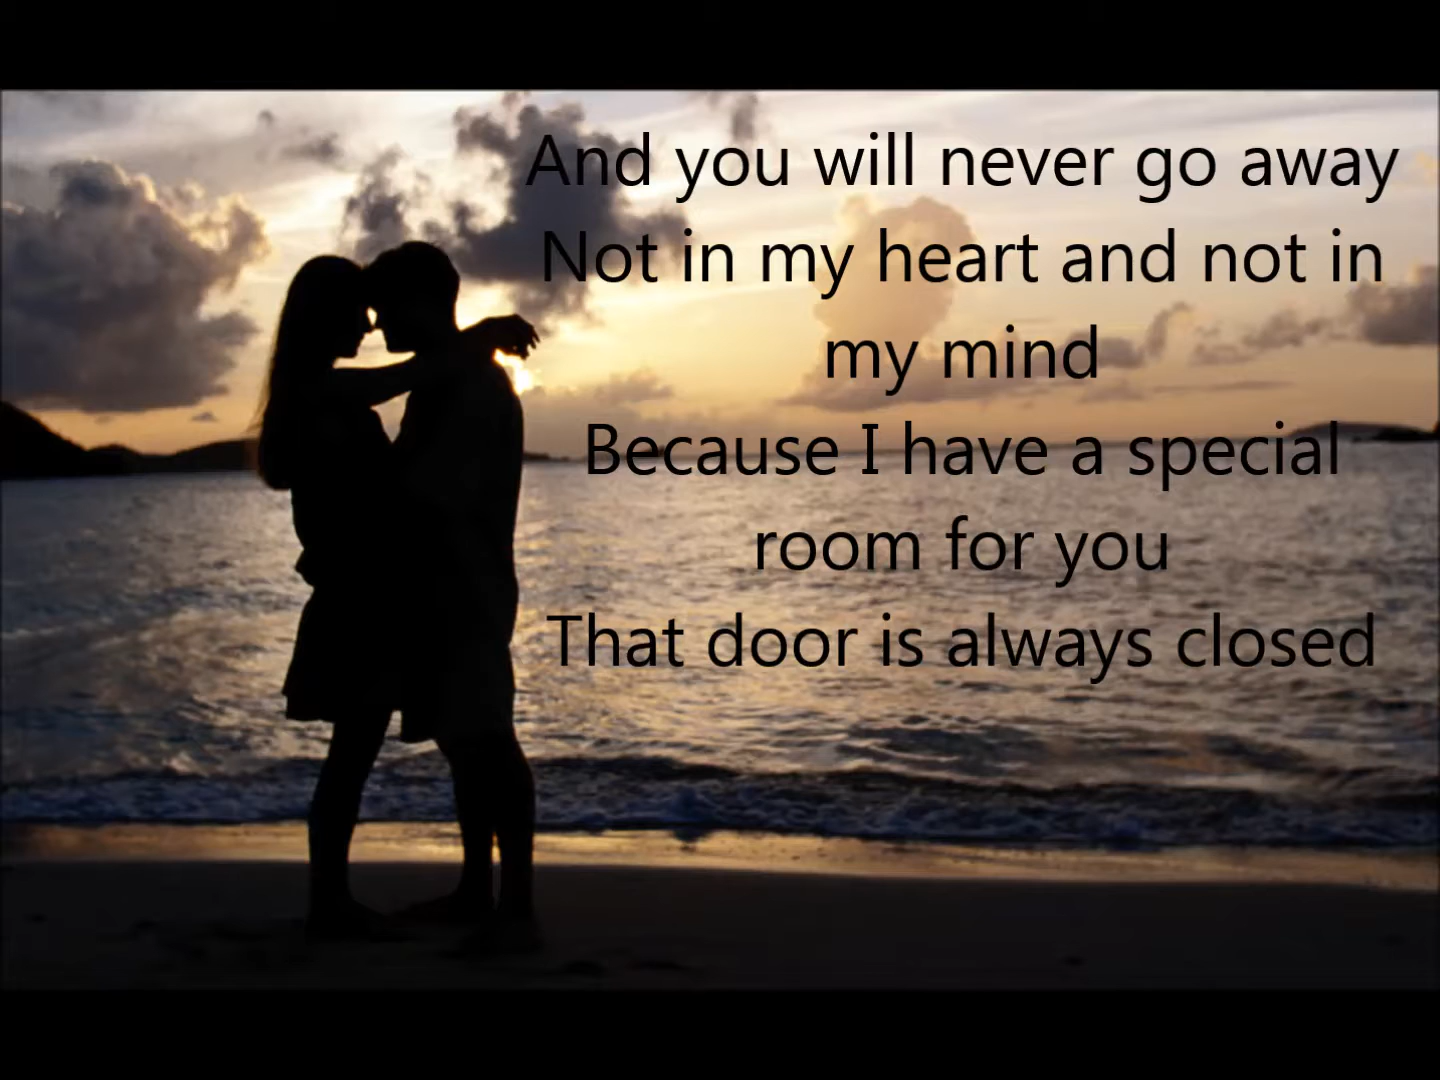 And you will never go away
Not in my heart and not in
my mind
Because I have a special
room for you
That door is always closed